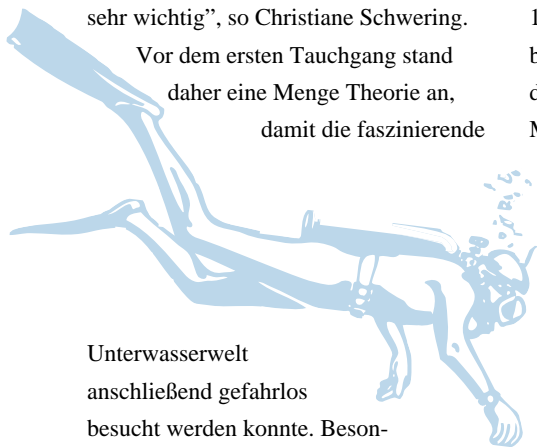 sehr wichtig”, so Christiane Schwering.
Vor dem ersten Tauchgang stand
daher eine Menge Theorie an,
damit die faszinierende
Unterwasserwelt
anschließend gefahrlos
besucht werden konnte. Beson-